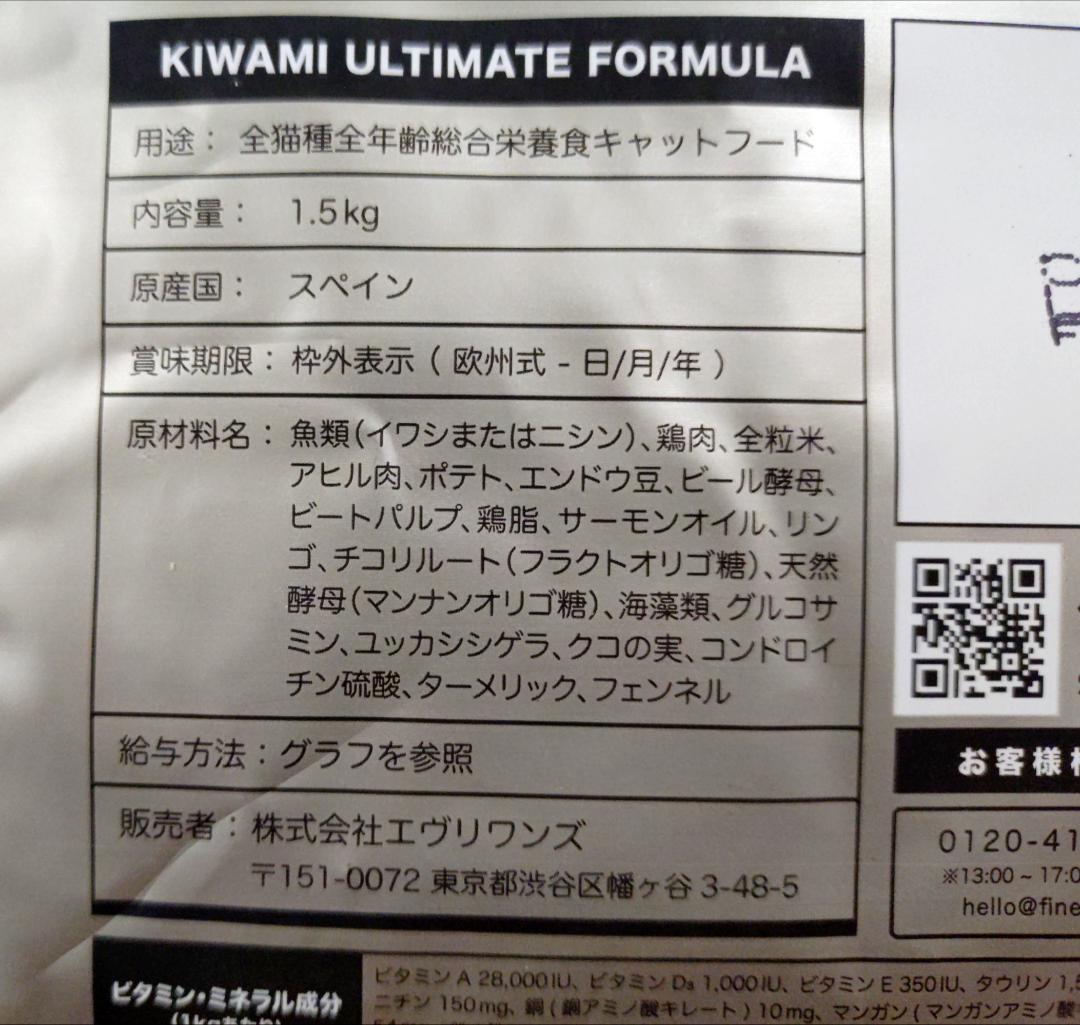 KIWAMI ULTIMATE FORMULA
用途： 全猫種全年齢総合栄養食キャットフード
内容量： 1.5kg
原産国： スペイン
賞味期限： 枠外表示（ 欧州式 - 日/月/年 ）
原材料名： 魚類(イワシまたはニシン)、鶏肉、全粒米、
アヒル肉、ポテト、エンドウ豆、ビール酵母、
ビートパルプ、鶏脂、サーモンオイル、リン
ゴ、チコリルート(フラクトオリゴ糖)、天然
酵母(マンナンオリゴ糖)、海藻類、グルコサ
ミン、ユッカシシゲラ、クコの実、コンドロイ
チン硫酸、ターメリック、フェンネル
給与方法：グラフを参照
販売者：株式会社エヴリワンズ
〒151-0072 東京都渋谷区幡ヶ谷 3-48-5
お客様
0120-41
※13:00 ~ 17:0
hello@fine
ビタミン・ミネラル成分
(1kgあたり)
ビタミン A 28,000IU、ビタミン D₃ 1,000IU、ビタミン E 350IU、タウリン 1,5
ニチン 150mg、銅 ( 銅アミノ酸キレート ) 10mg、マンガン ( マンガンアミノ酸